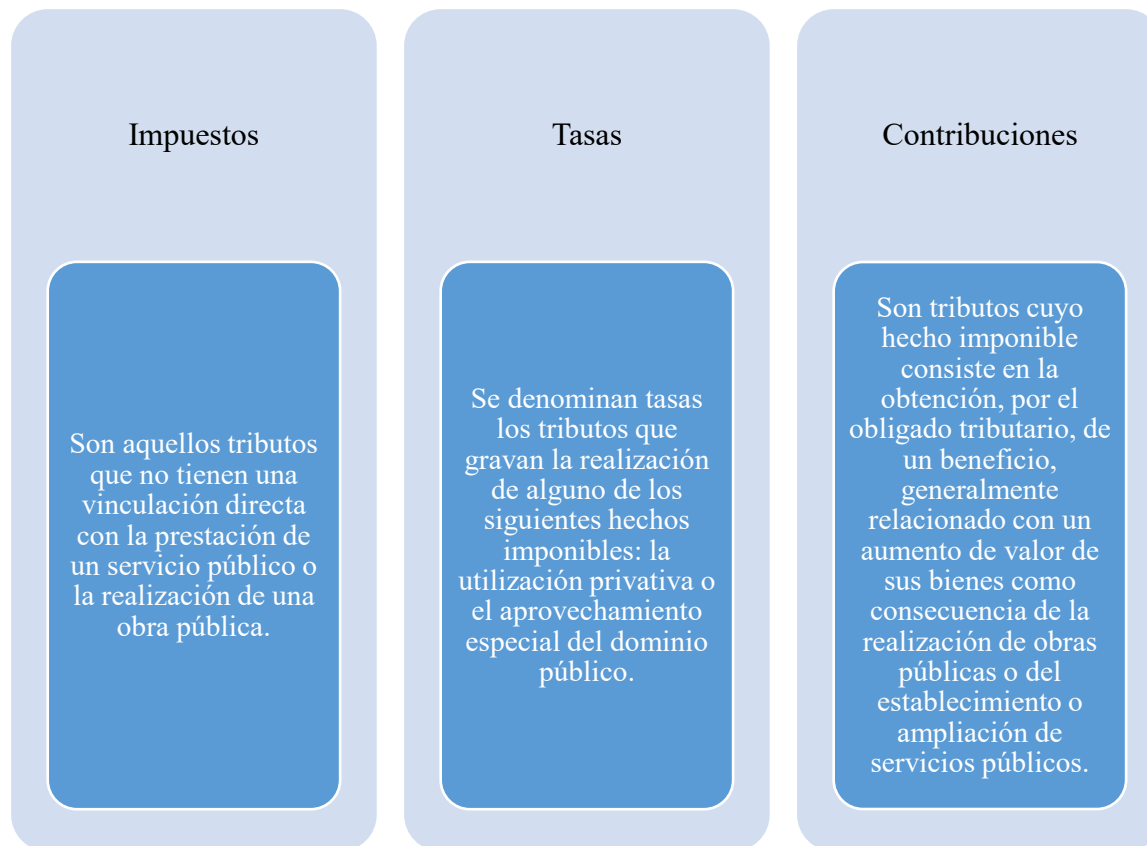 Impuestos
Son aquellos tributos
que no tienen una
vinculación directa
con la prestación de
un servicio público o
la realización de una
obra pública.
Tasas
Se denominan tasas
los tributos que
gravan la realización
de alguno de los
siguientes hechos
imponibles: la
utilización privativa o
el aprovechamiento
especial del dominio
público.
Contribuciones
Son tributos cuyo
hecho imponible
consiste en la
obtención, por el
obligado tributario, de
un beneficio,
generalmente
relacionado con un
aumento de valor de
sus bienes como
consecuencia de la
realización de obras
públicas o del
establecimiento o
ampliación de
servicios públicos.